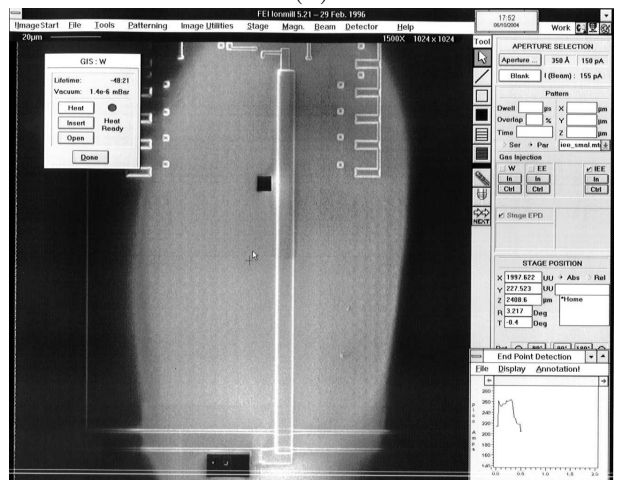 FEI Ionmill 5.21 – 29 Feb. 1996
17:52
06/10/2004
Work
ImageStart File Tools Patterning Image Utilities Stage Magn. Beam Detector Help
20µm 1500X 1024 x 1024
Tool
APERTURE SELECTION
Aperture ... 350 Å 150 pA
Blank I (Beam) : 155 pA
Pattern
Dwell µs X µm
Overlap % Y µm
Time Z µm
Ser Par iee_smal.mtr
Gas Injection
W EE IEE
In In In
Ctrl Ctrl Ctrl
NEXT
Stage EPD
STAGE POSITION
X 1997.622 UU Abs Rel
Y 227.523 UU
Z 2408.6 µm *Home
R 3.217 Deg
T -0.4 Deg
GIS : W
Lifetime: -48:21
Vacuum: 1.4e-6 mBar
Heat
Insert Heat
Open Ready
Done
End Point Detection
File Display Annotation!
280
260
240
220
200
180
160
140
0.0 0.5 1.0 1.5 2.0